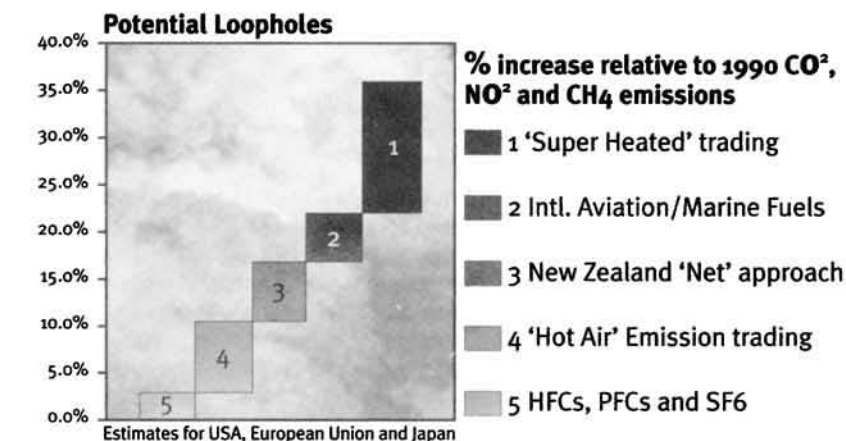 Potential Loopholes
40.0%
35.0%
30.0%
25.0%
20.0%
15.0%
10.0%
5.0%
0.0%
1
2
3
4
5
Estimates for USA, European Union and Japan
% increase relative to 1990 CO²,
NO² and CH4 emissions
1 ‘Super Heated’ trading
2 Intl. Aviation/Marine Fuels
3 New Zealand ‘Net’ approach
4 ‘Hot Air’ Emission trading
5 HFCs, PFCs and SF6